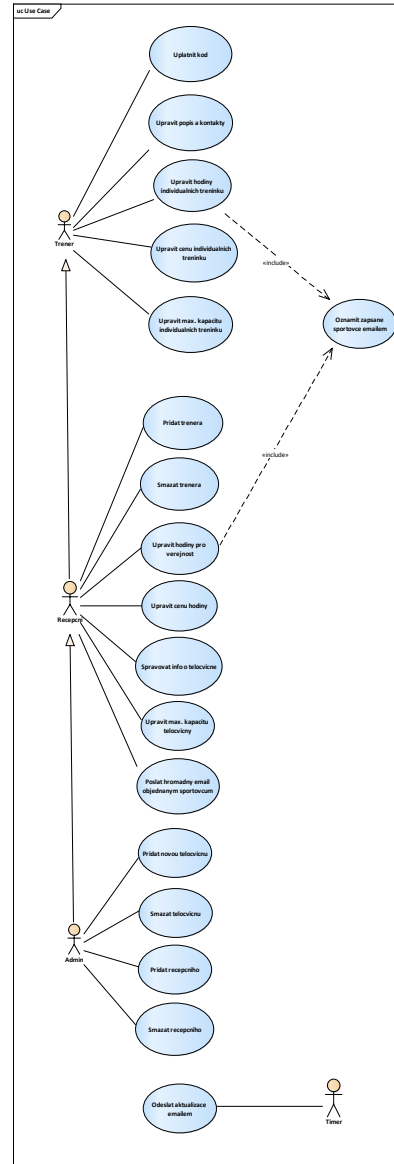 uc Use Case
Uplatnit kod
Upravit popis a kontakty
Upravit hodiny
individualnich treninku
Trener
Upravit cenu individualnich
treninku
«include»
Oznamit zapsane
sportovce emailem
Upravit max. kapacitu
individualnich treninku
Pridat trenera
«include»
Smazat trenera
Upravit hodiny pro
verejnost
Upravit cenu hodiny
Recepcni
Spravovat info o telocvicne
Upravit max. kapacitu
telocvicny
Poslat hromadny email
objednanym sportovcum
Pridat novou telocvicnu
Smazat telocvicnu
Admin
Pridat recepcního
Smazat recepcního
Odeslat aktualizace
emailem
Timer